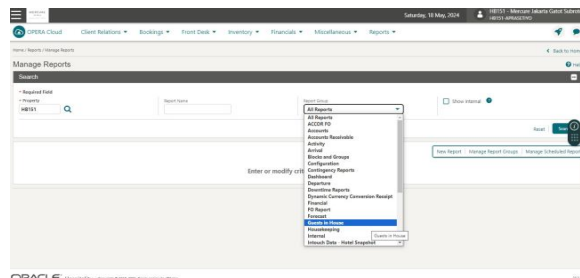 Saturday, 18 May, 2024
HB151 - Mercure Jakarta Gatot Subroto
OPERA Cloud
Client Relations
Bookings
Front Desk
Inventory
Financials
Miscellaneous
Reports
Home / Reports / Manage Reports
Back to Home
Manage Reports
Help
Search
* Required Field
* Property
Report Name
Report Group
HB151
All Reports
Show Internal
All Reports
ACCOR FO
Accounts
Accounts Receivable
Activity
Arrival
Blocks and Groups
Configuration
Contingency Reports
Dashboard
Departure
Downtime Reports
Dynamic Currency Conversion Receipt
Financial
FO Report
Forecast
Guests in House
Housekeeping
Internal
Intouch Data - Hotel Snapshot
Guests in House
Reset
New Report
Manage Report Groups
Manage Scheduled Report
Enter or modify crit
ORACLE